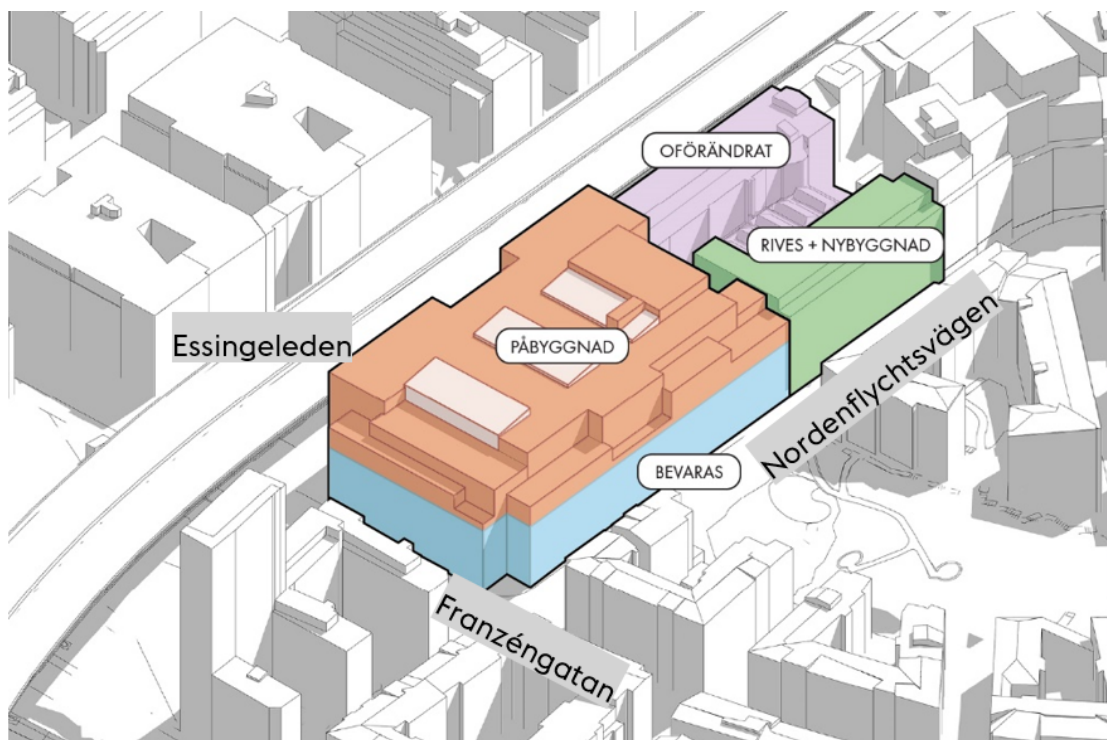 OFÖRÄNDRAT
RIVES + NYBYGGNAD
Essingeleden
PÅBYGGNAD
Nordenflychtsvägen
BEVARAS
Franzéngatan